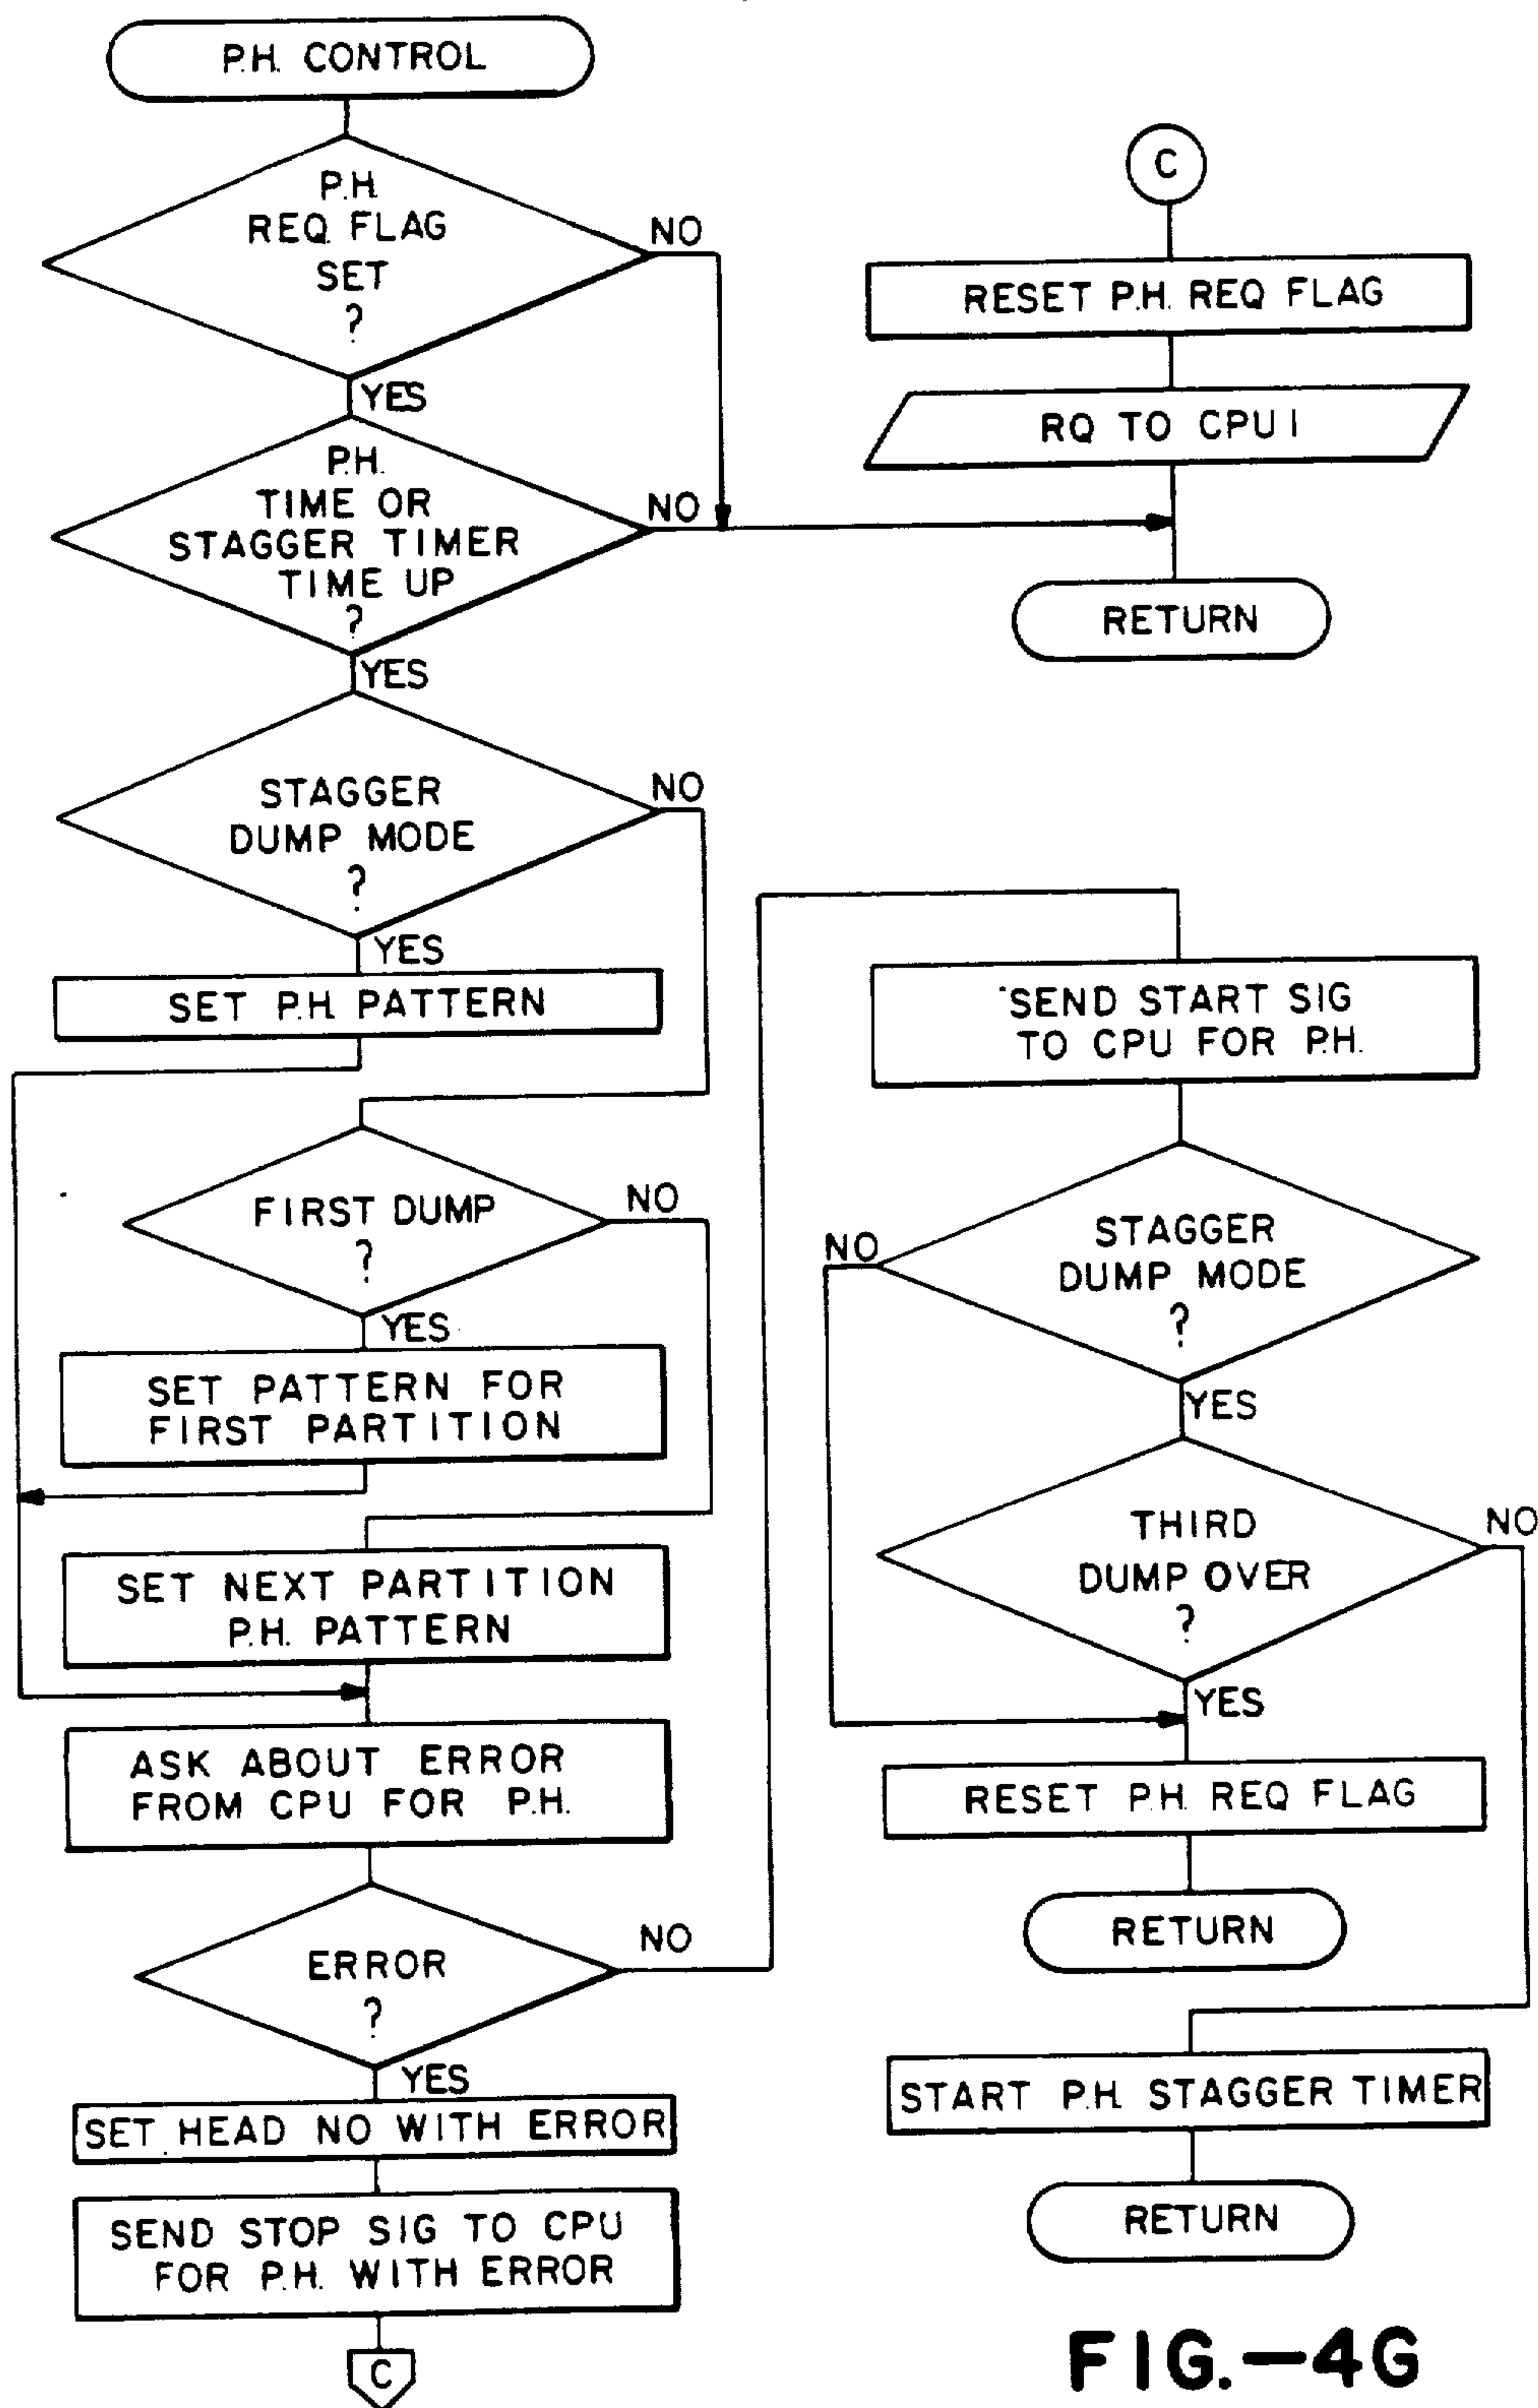 P.H. CONTROL
P.H.
REQ. FLAG
SET
?
NO
YES
P.H.
TIME OR
STAGGER TIMER
TIME UP
?
NO
YES
STAGGER
DUMP MODE
?
NO
YES
SET P.H. PATTERN
FIRST DUMP
?
NO
YES
SET PATTERN FOR
FIRST PARTITION
SET NEXT PARTITION
P.H. PATTERN
ASK ABOUT ERROR
FROM CPU FOR P.H.
ERROR
?
NO
YES
SET HEAD NO WITH ERROR
SEND STOP SIG TO CPU
FOR P.H. WITH ERROR
C
C
RESET P.H. REQ FLAG
RQ TO CPU 1
RETURN
SEND START SIG
TO CPU FOR P.H.
STAGGER
DUMP MODE
?
NO
YES
THIRD
DUMP OVER
?
NO
YES
RESET P.H. REQ FLAG
RETURN
START P.H. STAGGER TIMER
RETURN
FIG.—4G